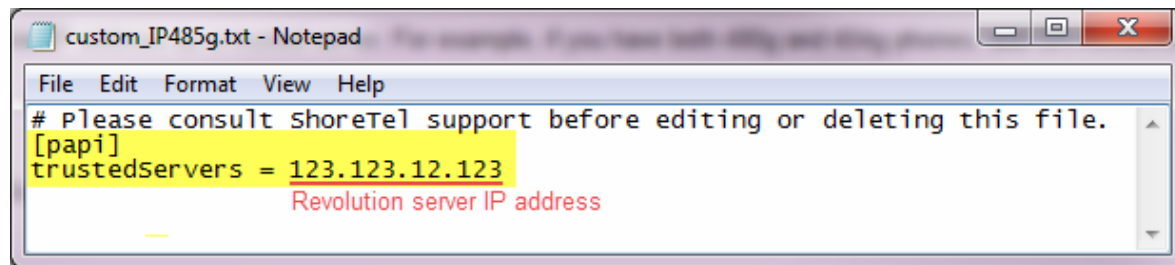 custom_IP485g.txt - Notepad
File Edit Format View Help
# Please consult ShoreTel support before editing or deleting this file.
[papi]
trustedServers = 123.123.12.123
Revolution server IP address